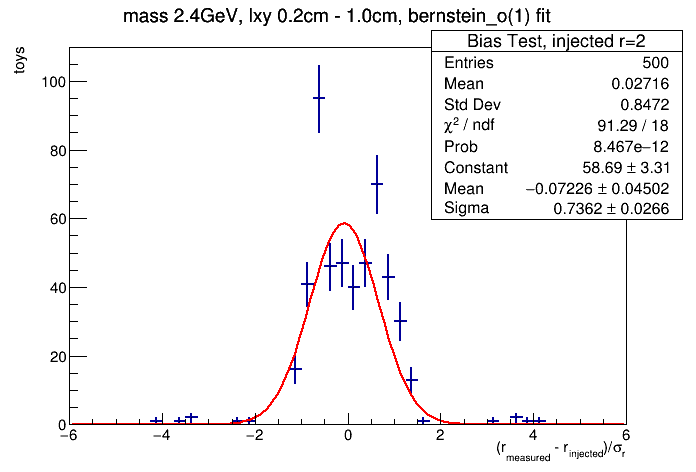 mass 2.4GeV, lxy 0.2cm - 1.0cm, bernstein_o(1) fit
Bias Test, injected r=2
Entries 500
Mean 0.02716
Std Dev 0.8472
χ² / ndf 91.29 / 18
Prob 8.467e−12
Constant 58.69 ± 3.31
Mean −0.07226 ± 0.04502
Sigma 0.7362 ± 0.0266
toys
100
80
60
40
20
0
−6 −4 −2 0 2 4 6
(r_measured - r_injected)/σ_r